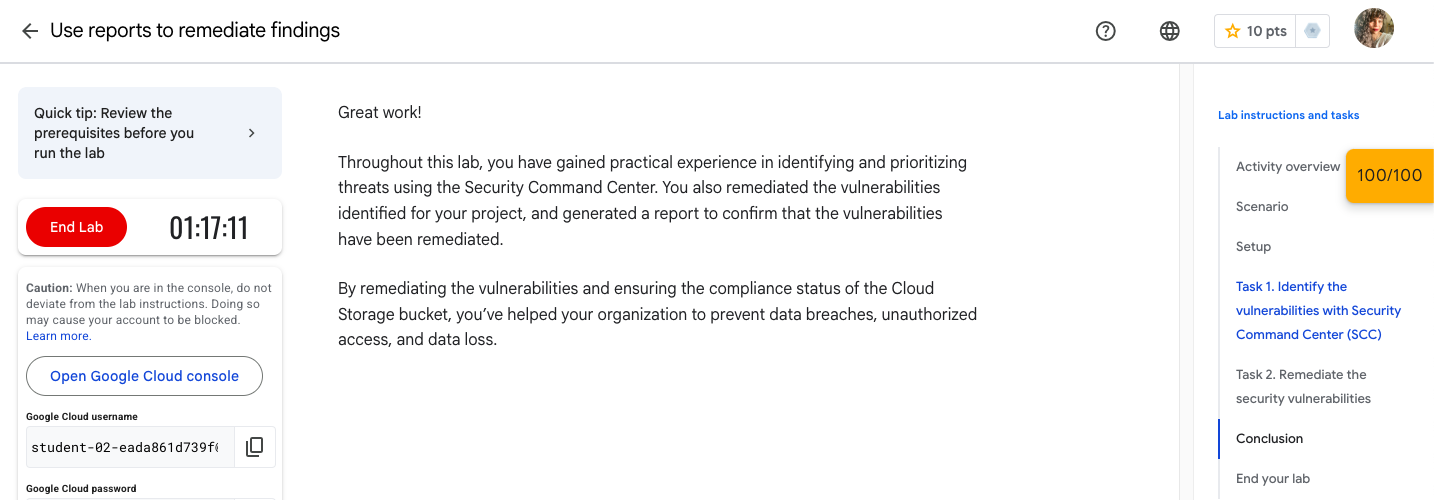 Use reports to remediate findings
10 pts
Quick tip: Review the
prerequisites before you
run the lab
End Lab
01:17:11
Caution: When you are in the console, do not
deviate from the lab instructions. Doing so
may cause your account to be blocked.
Learn more.
Open Google Cloud console
Google Cloud username
student-02-eada861d739f
Google Cloud password
Great work!
Throughout this lab, you have gained practical experience in identifying and prioritizing
threats using the Security Command Center. You also remediated the vulnerabilities
identified for your project, and generated a report to confirm that the vulnerabilities
have been remediated.
By remediating the vulnerabilities and ensuring the compliance status of the Cloud
Storage bucket, you’ve helped your organization to prevent data breaches, unauthorized
access, and data loss.
Lab instructions and tasks
Activity overview
100/100
Scenario
Setup
Task 1. Identify the
vulnerabilities with Security
Command Center (SCC)
Task 2. Remediate the
security vulnerabilities
Conclusion
End your lab